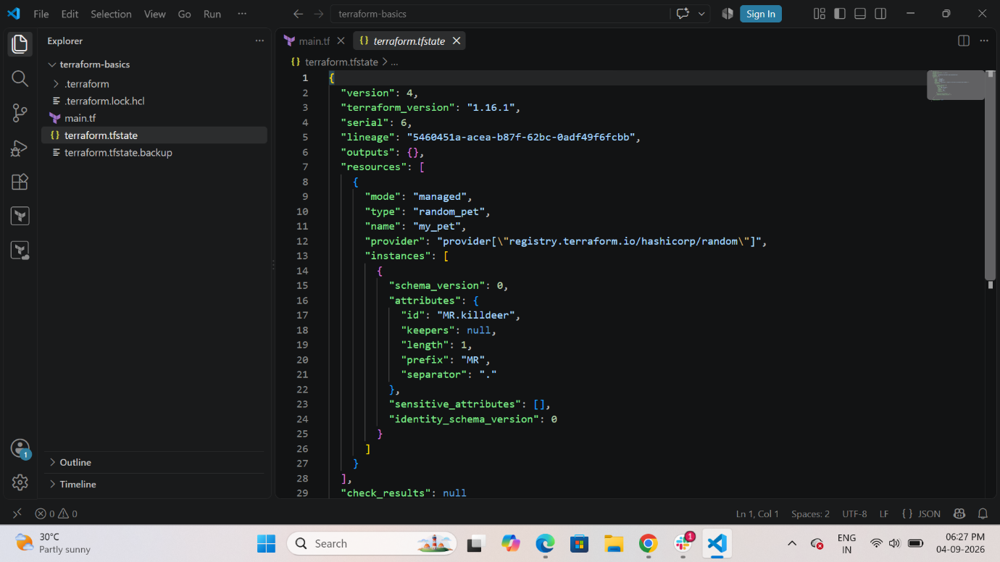 File Edit Selection View Go Run ···
terraform-basics
Sign In
Explorer
terraform-basics
.terraform
.terraform.lock.hcl
main.tf
terraform.tfstate
terraform.tfstate.backup
Outline
Timeline
1
main.tf
{} terraform.tfstate
{} terraform.tfstate > ...
1 {
2 "version": 4,
3 "terraform_version": "1.16.1",
4 "serial": 6,
5 "lineage": "5460451a-acea-b87f-62bc-0adf49f6fcbb",
6 "outputs": {},
7 "resources": [
8 {
9 "mode": "managed",
10 "type": "random_pet",
11 "name": "my_pet",
12 "provider": "provider[\"registry.terraform.io/hashicorp/random\"]",
13 "instances": [
14 {
15 "schema_version": 0,
16 "attributes": {
17 "id": "MR.killdeer",
18 "keepers": null,
19 "length": 1,
20 "prefix": "MR",
21 "separator": "."
22 },
23 "sensitive_attributes": [],
24 "identity_schema_version": 0
25 }
26 ]
27 }
28 ],
29 "check_results": null
0 0
Ln 1, Col 1 Spaces: 2 UTF-8 LF {} JSON
30°C
Partly sunny
Search
1
ENG
IN
06:27 PM
04-09-2026